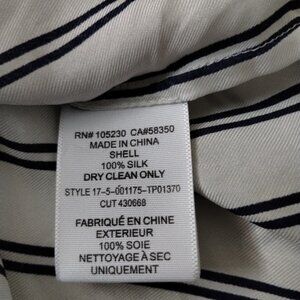 RN# 105230 CA#58350
MADE IN CHINA
SHELL
100% SILK
DRY CLEAN ONLY
STYLE 17-5-001175-TP01370
CUT 430668
FABRIQUÉ EN CHINE
EXTERIEUR
100% SOIE
NETTOYAGE À SEC
UNIQUEMENT